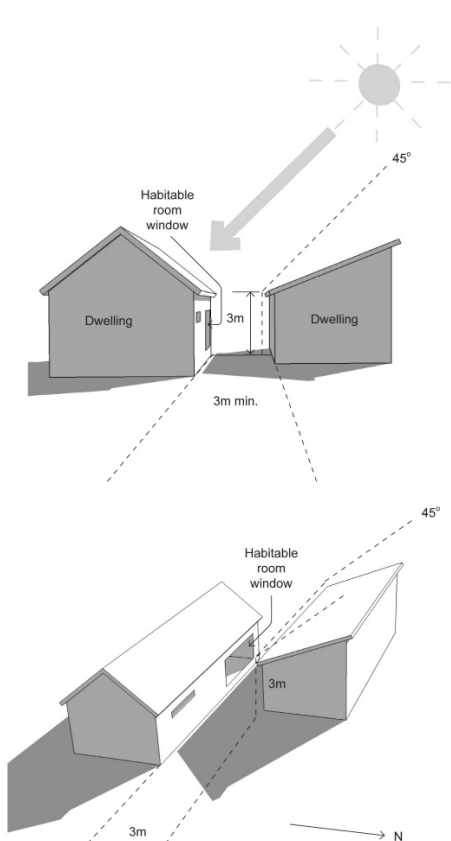 45°
Habitable
room
window
Dwelling
3m
Dwelling
3m min.
45°
Habitable
room
window
3m
3m
N